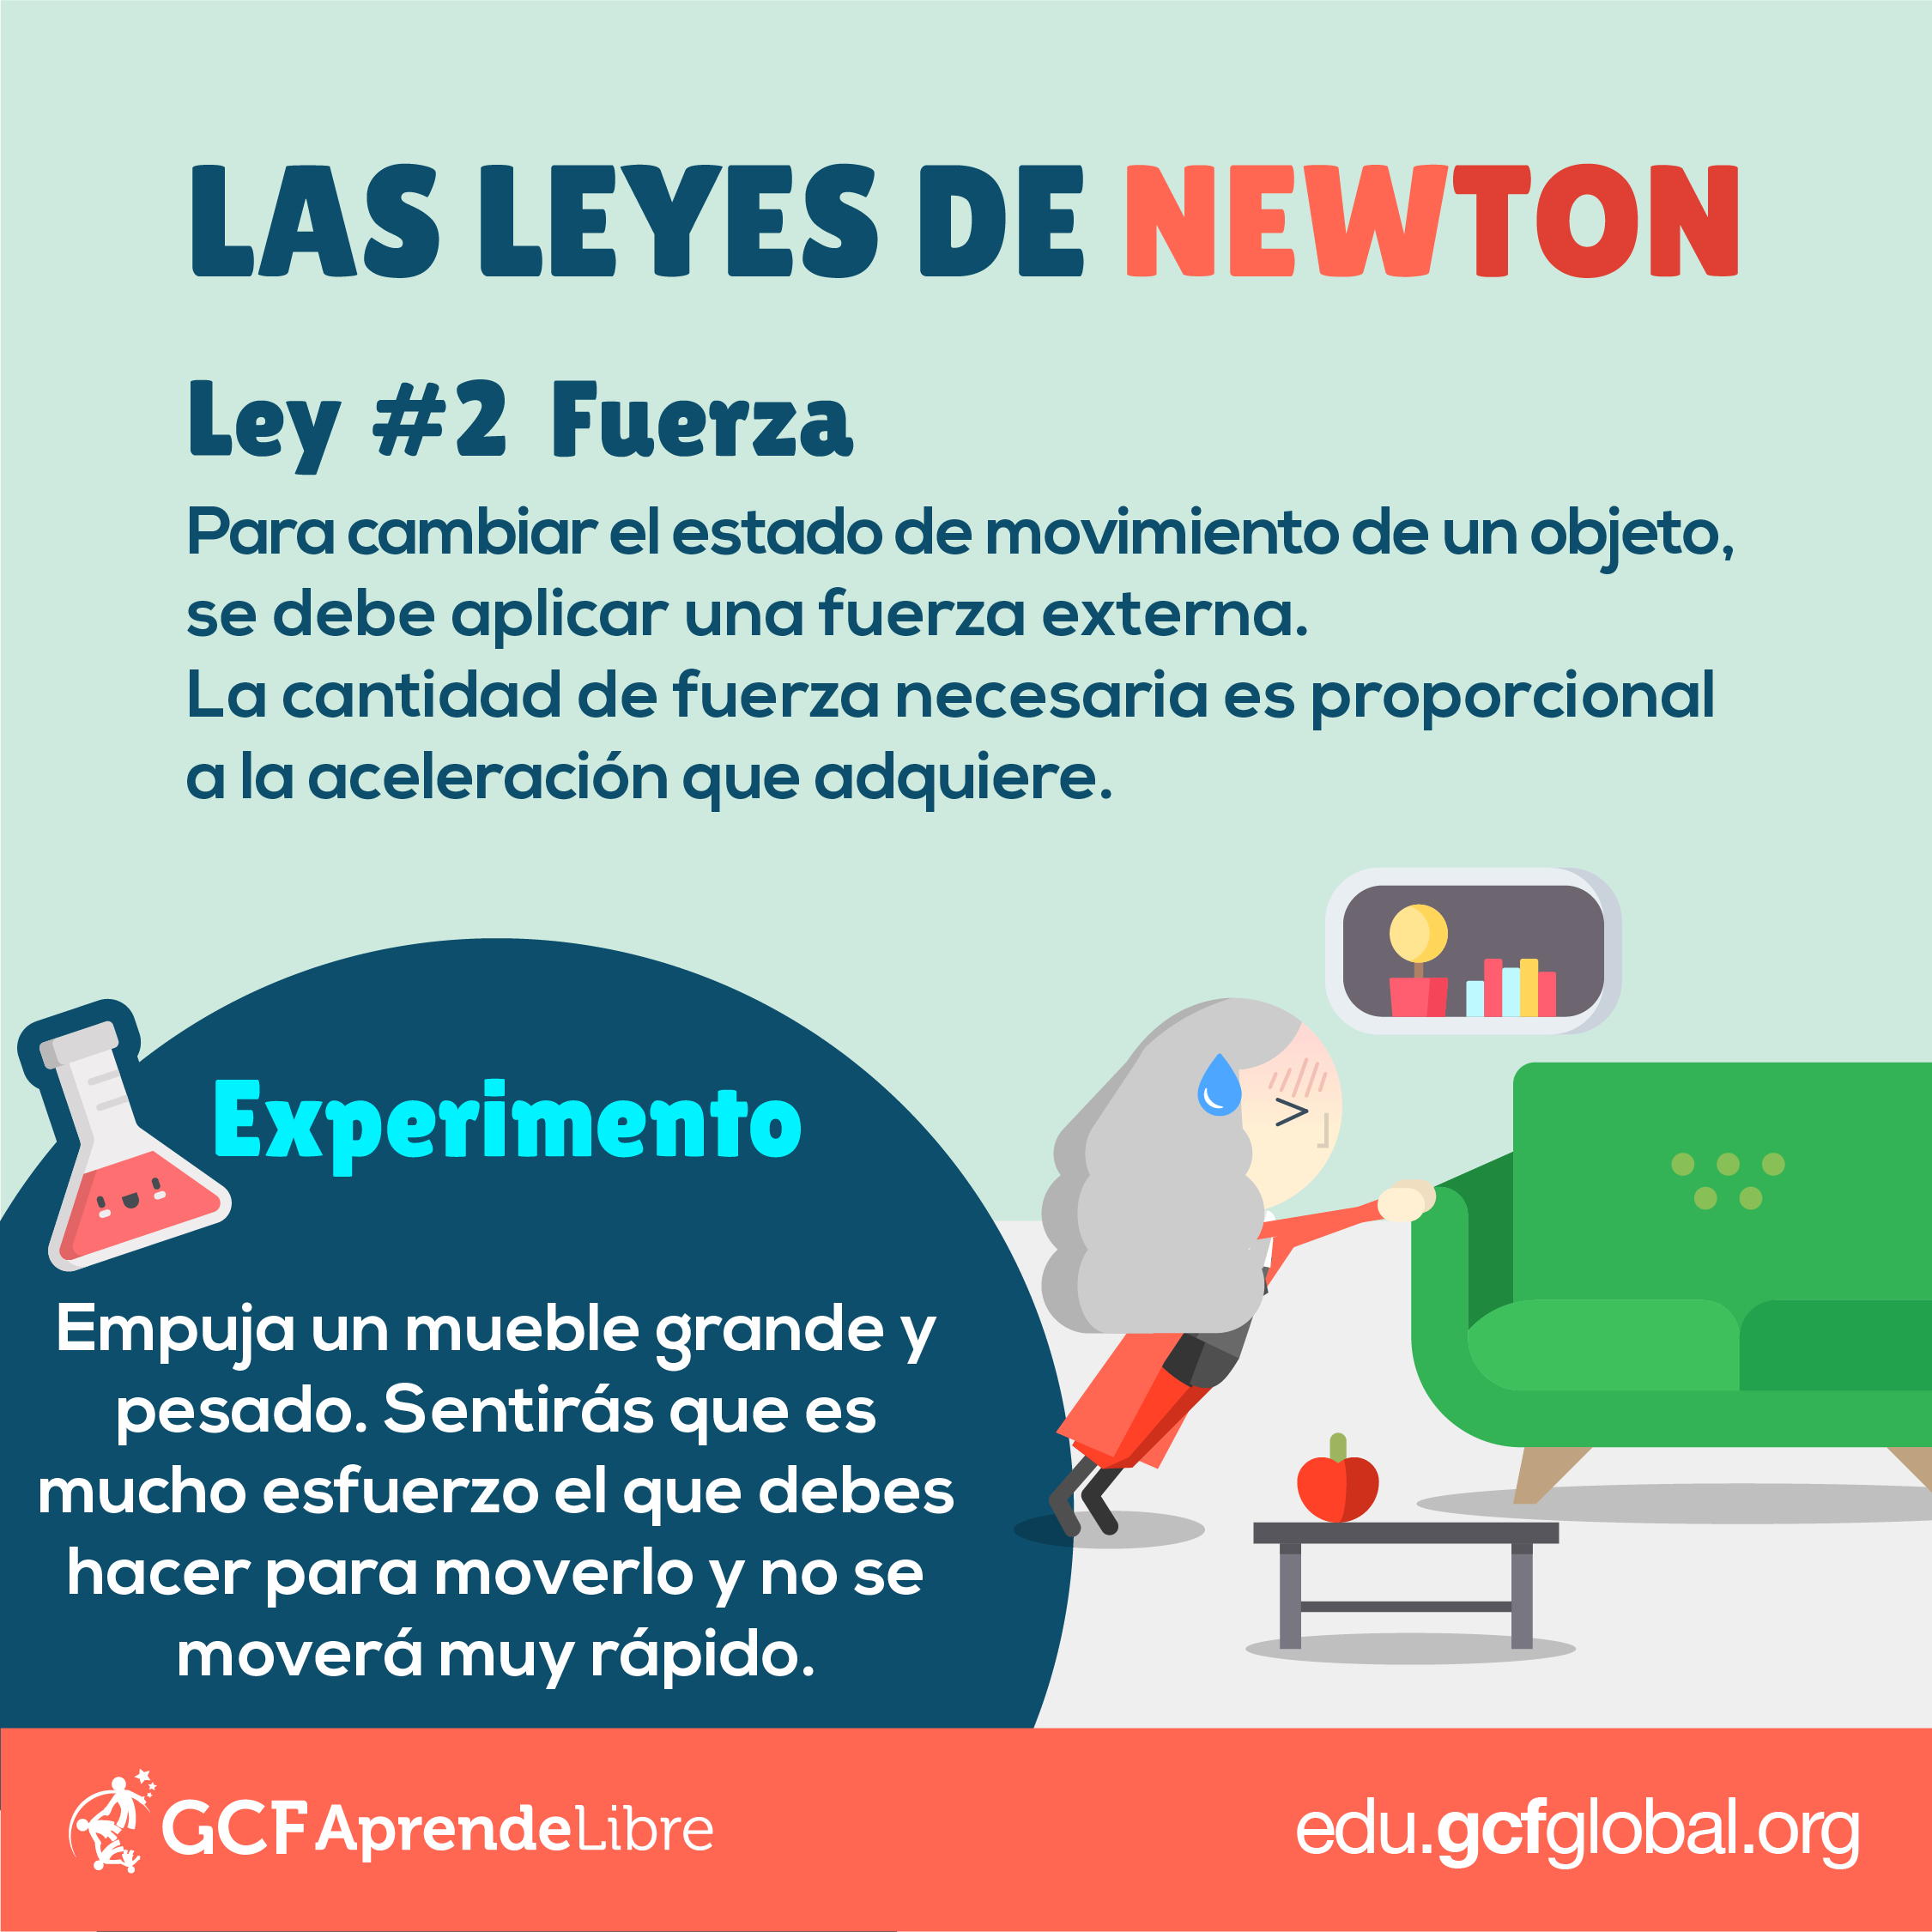 LAS LEYES DE NEWTON
Ley #2 Fuerza
Para cambiar el estado de movimiento de un objeto,
se debe aplicar una fuerza externa.
La cantidad de fuerza necesaria es proporcional
a la aceleración que adquiere.
Experimento
Empuja un mueble grande y
pesado. Sentirás que es
mucho esfuerzo el que debes
hacer para moverlo y no se
moverá muy rápido.
GCF AprendeLibre
edu.gcfglobal.org